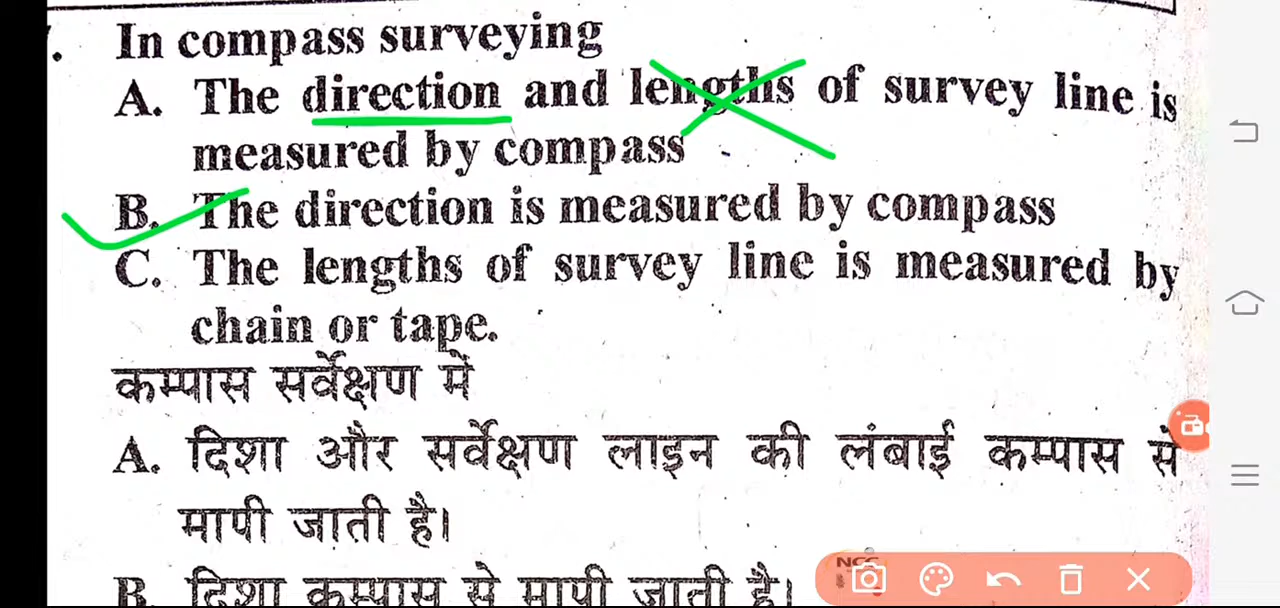 In compass surveying
A. The direction and lengths of survey line is
measured by compass
B. The direction is measured by compass
C. The lengths of survey line is measured by
chain or tape.
कम्पास सर्वेक्षण में
A. दिशा और सर्वेक्षण लाइन की लंबाई कम्पास से
मापी जाती है।
B. दिशा कम्पास से मापी जाती है।